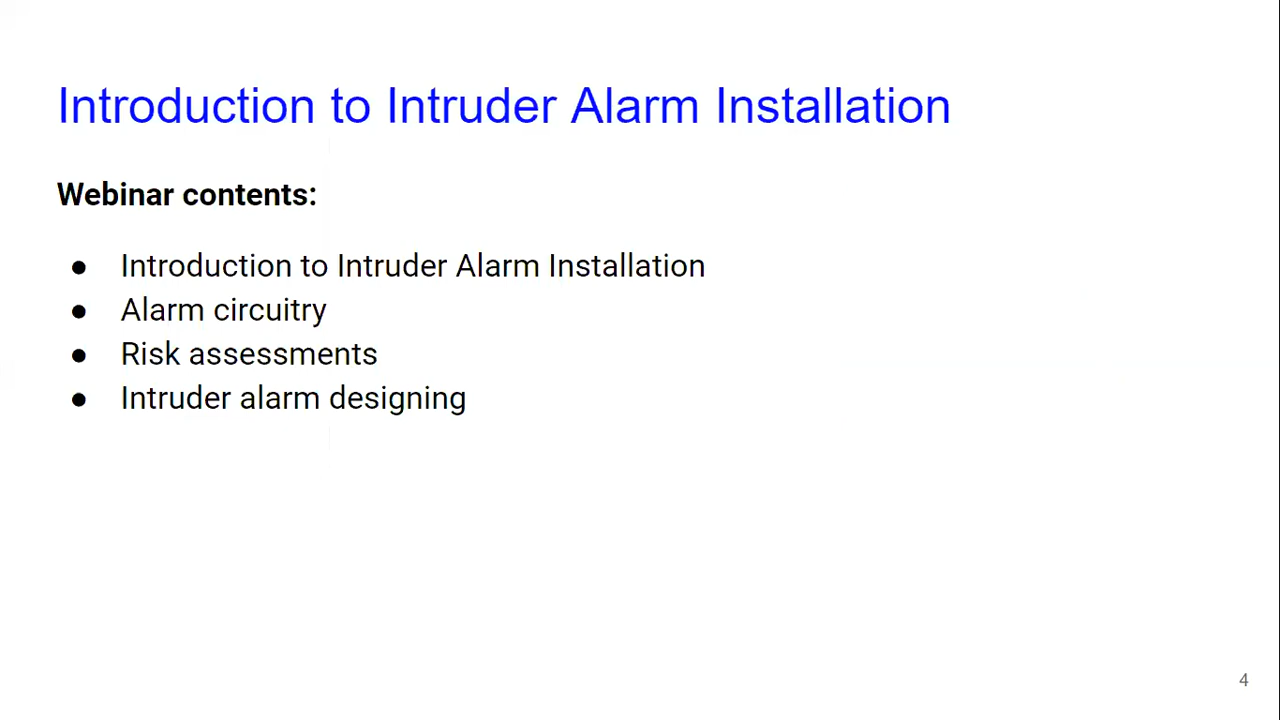 Introduction to Intruder Alarm Installation
Webinar contents:
● Introduction to Intruder Alarm Installation
● Alarm circuitry
● Risk assessments
● Intruder alarm designing
4